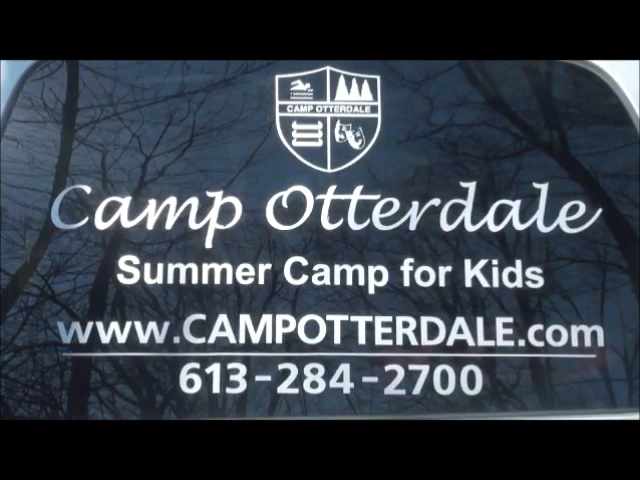 CAMP OTTERDALE
Camp Otterdale
Summer Camp for Kids
www.CAMPOTTERDALE.com
613-284-2700